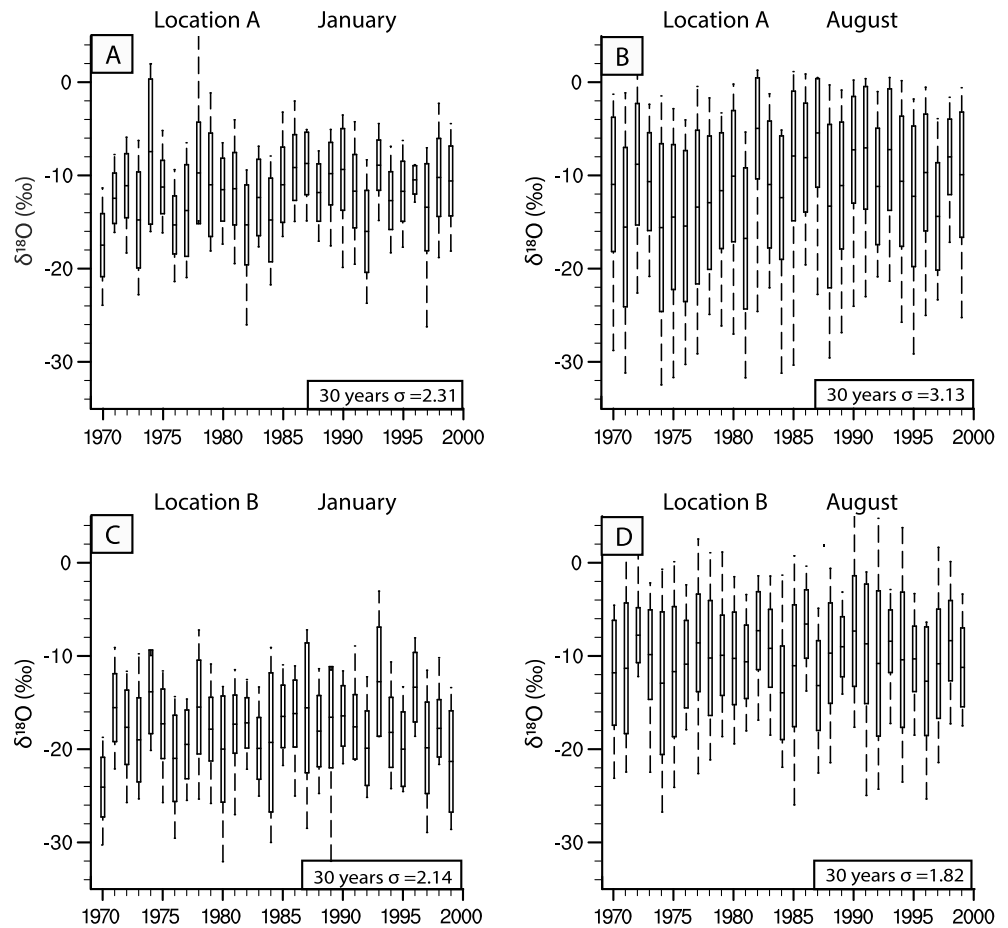 Location A January
A
δ18O (‰)
0
-10
-20
-30
30 years σ =2.31
1970 1975 1980 1985 1990 1995 2000
Location A August
B
δ18O (‰)
0
-10
-20
-30
30 years σ =3.13
1970 1975 1980 1985 1990 1995 2000
Location B January
C
δ18O (‰)
0
-10
-20
-30
30 years σ =2.14
1970 1975 1980 1985 1990 1995 2000
Location B August
D
δ18O (‰)
0
-10
-20
-30
30 years σ =1.82
1970 1975 1980 1985 1990 1995 2000